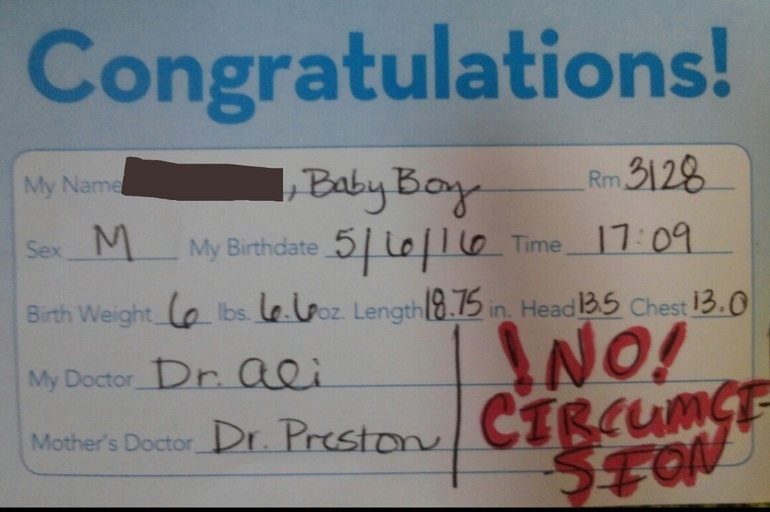 Congratulations!
My Name , Baby Boy Rm 3128
Sex M My Birthdate 5/6/16 Time 17:09
Birth Weight 6 lbs. 6.6 oz. Length 18.75 in. Head 13.5 Chest 13.0
My Doctor Dr. Ali
Mother's Doctor Dr. Preston
!NO!
CIRCUMCI-
SION